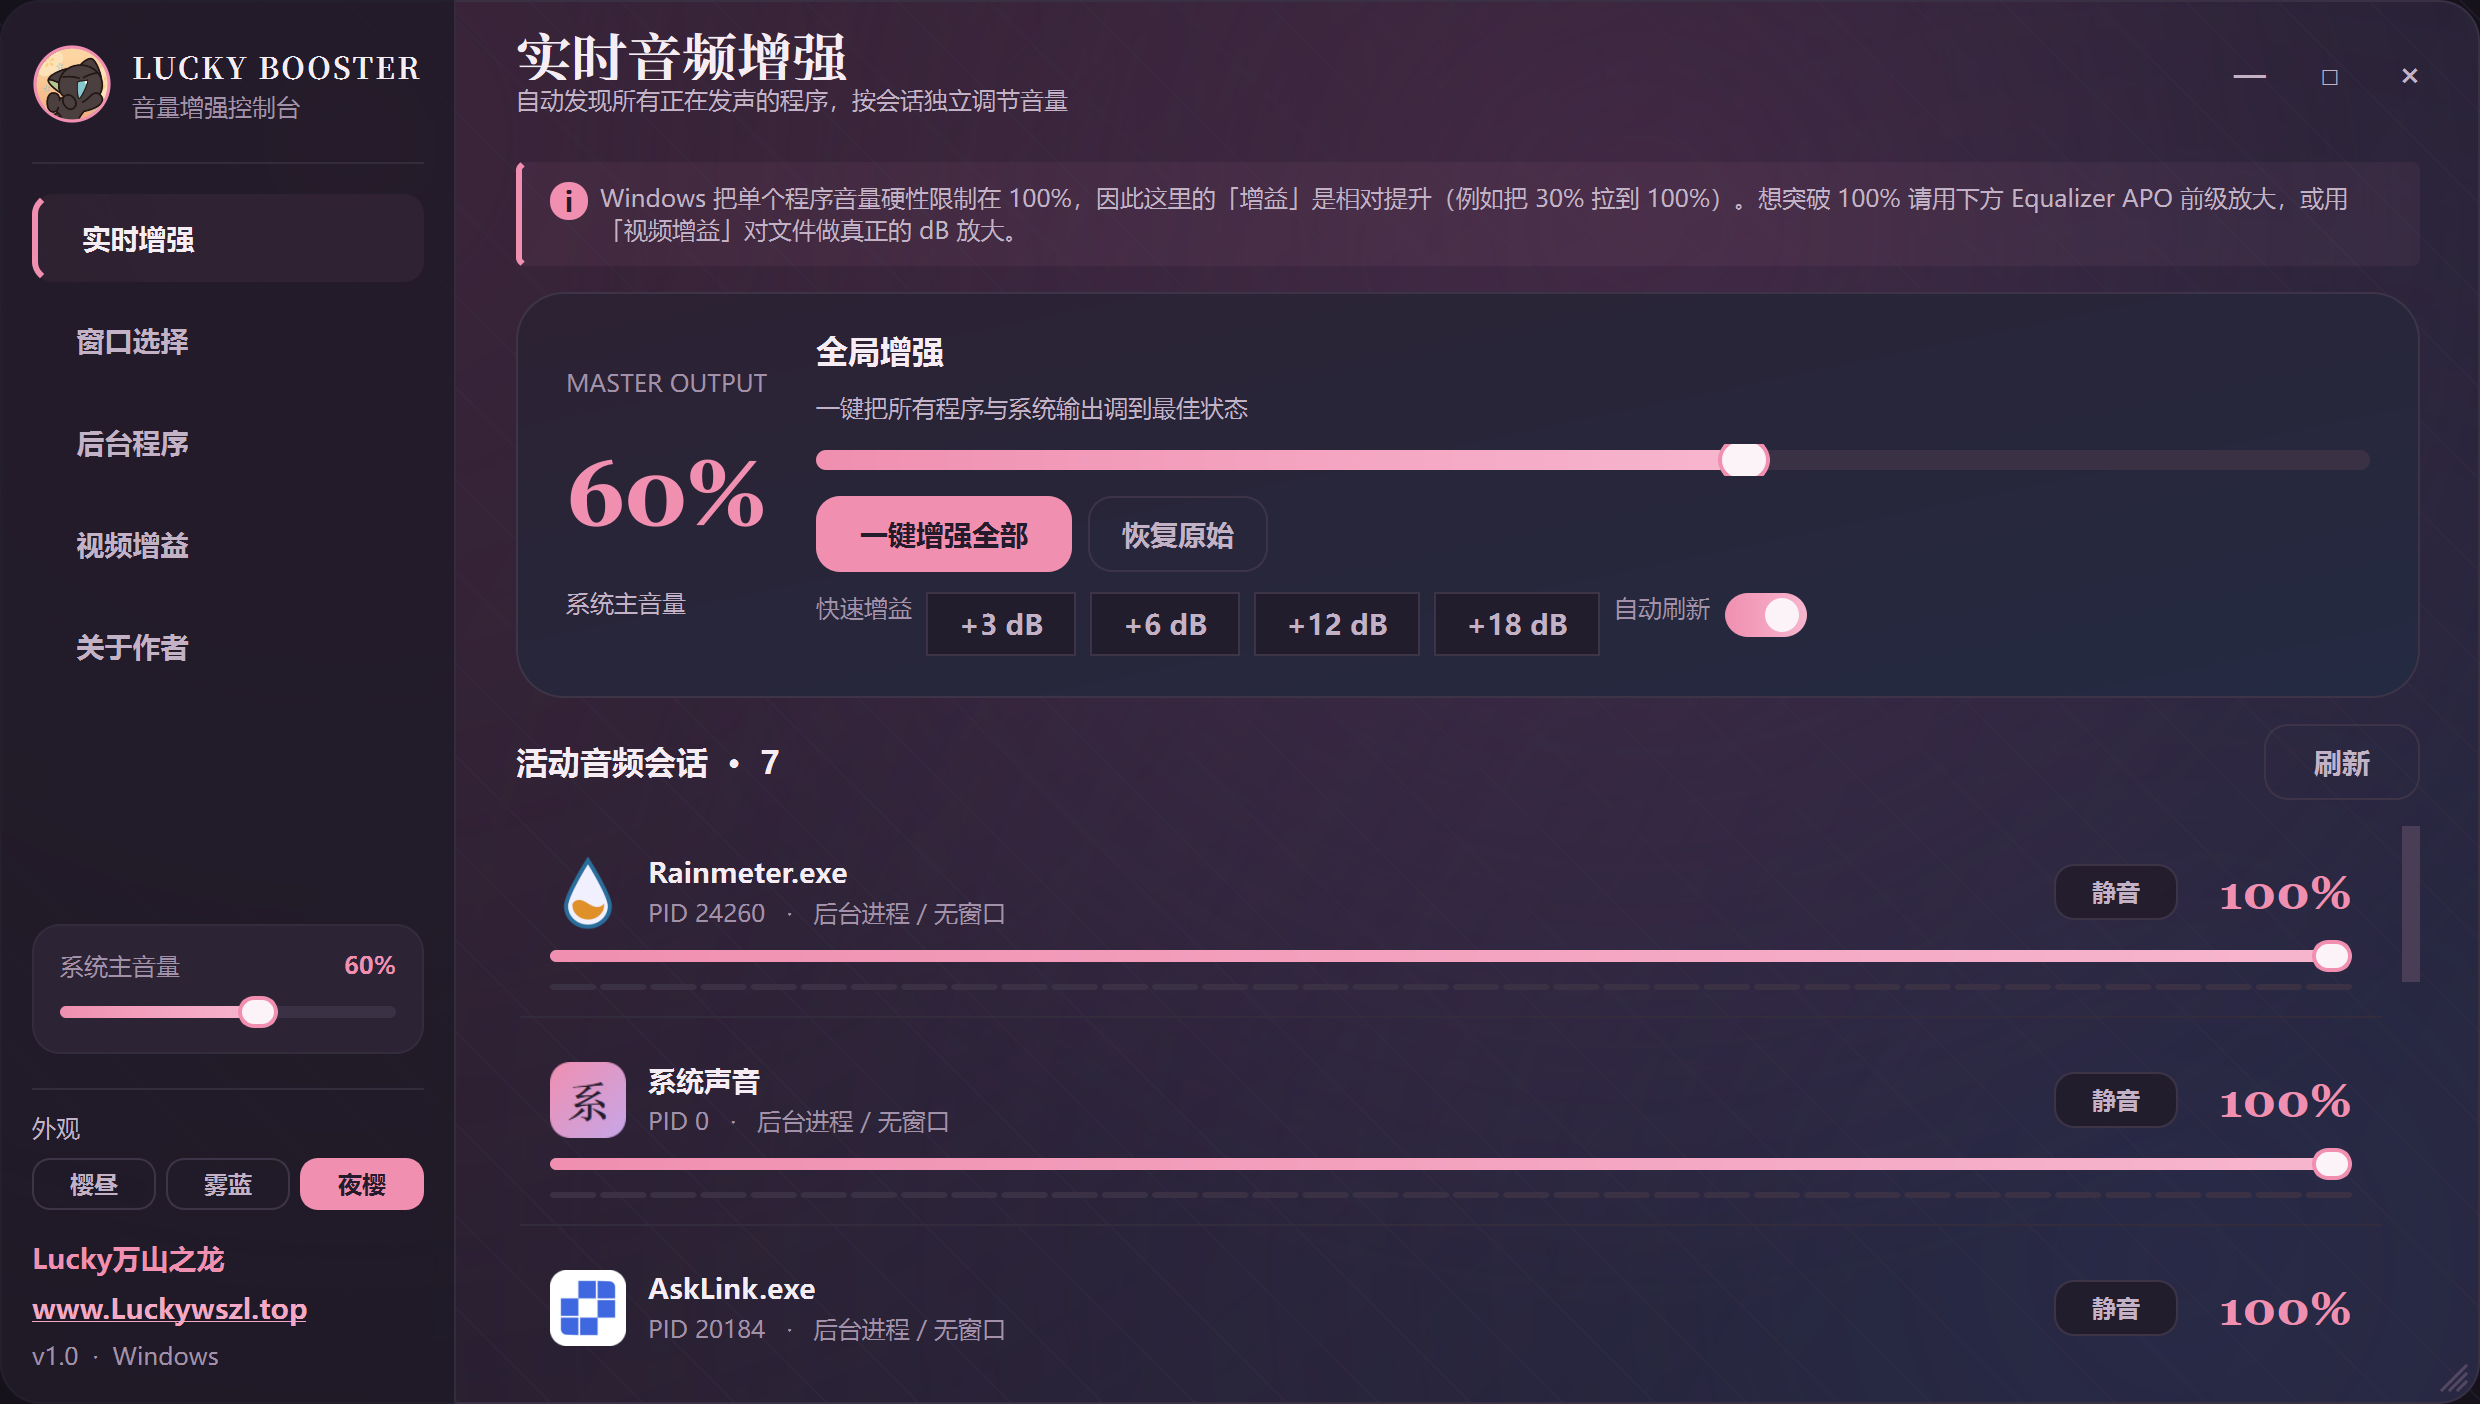 LUCKY BOOSTER
音量增强控制台
实时增强
窗口选择
后台程序
视频增益
关于作者
系统主音量 60%
外观
樱昼 雾蓝 夜樱
Lucky万山之龙
www.Luckywszl.top
v1.0 · Windows
实时音频增强
自动发现所有正在发声的程序，按会话独立调节音量
— □ ×
i Windows 把单个程序音量硬性限制在 100%，因此这里的「增益」是相对提升（例如把 30% 拉到 100%）。想突破 100% 请用下方 Equalizer APO 前级放大，或用
「视频增益」对文件做真正的 dB 放大。
MASTER OUTPUT
60%
系统主音量
全局增强
一键把所有程序与系统输出调到最佳状态
一键增强全部 恢复原始
快速增益 +3 dB +6 dB +12 dB +18 dB 自动刷新
活动音频会话 • 7 刷新
Rainmeter.exe
PID 24260 · 后台进程 / 无窗口
静音 100%
系
系统声音
PID 0 · 后台进程 / 无窗口
静音 100%
AskLink.exe
PID 20184 · 后台进程 / 无窗口
静音 100%